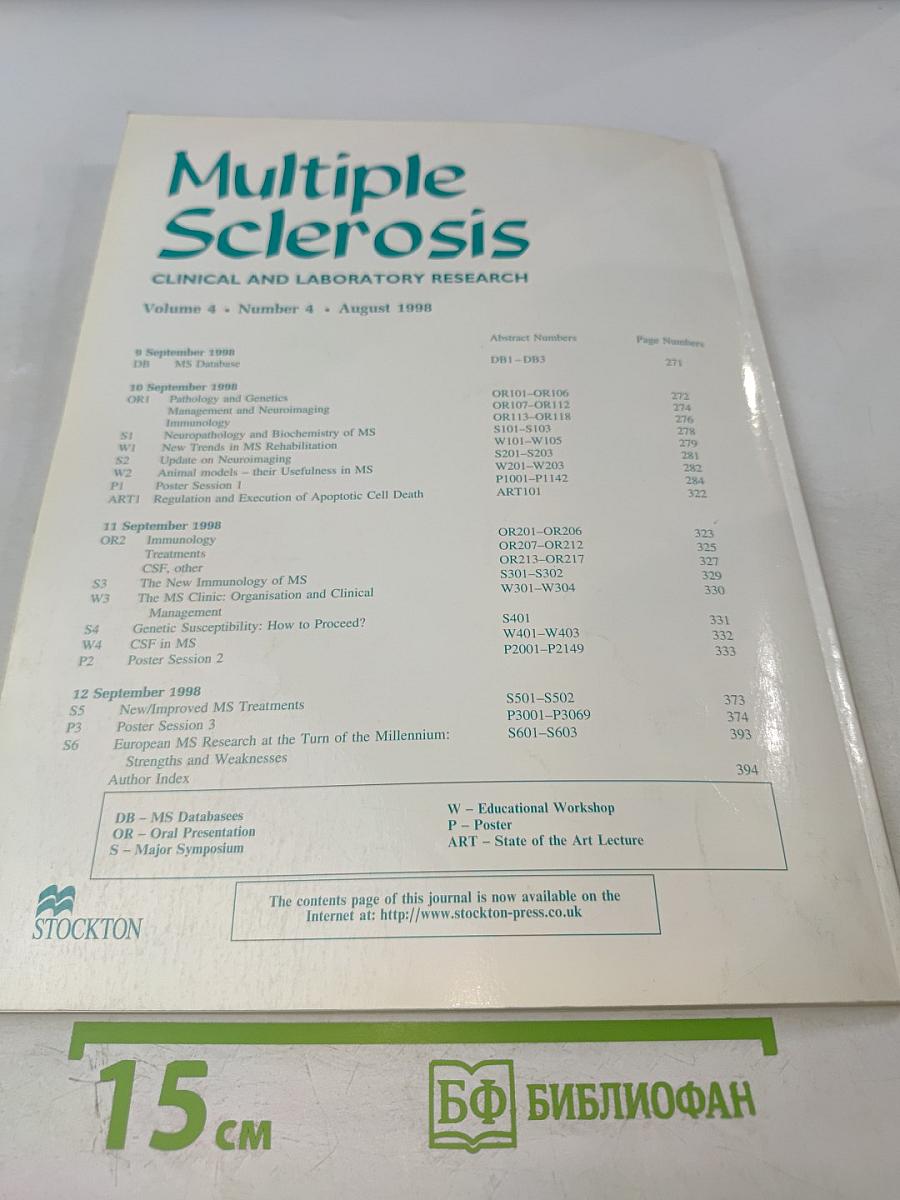 Multiple
Sclerosis
CLINICAL AND LABORATORY RESEARCH
Volume 4 • Number 4 • August 1998
Abstract Numbers Page Numbers
9 September 1998
DB MS Database DB1–DB3 271
10 September 1998
OR1 Pathology and Genetics OR101–OR106 272
Management and Neuroimaging OR107–OR112 274
Immunology OR113–OR118 276
S1 Neuropathology and Biochemistry of MS S101–S103 278
W1 New Trends in MS Rehabilitation W101–W105 279
S2 Update on Neuroimaging S201–S203 281
W2 Animal models – their Usefulness in MS W201–W203 282
P1 Poster Session 1 P1001–P1142 284
ART1 Regulation and Execution of Apoptotic Cell Death ART101 322
11 September 1998
OR2 Immunology OR201–OR206 323
Treatments OR207–OR212 325
CSF, other OR213–OR217 327
S3 The New Immunology of MS S301–S302 329
W3 The MS Clinic: Organisation and Clinical W301–W304 330
Management
S4 Genetic Susceptibility: How to Proceed? S401 331
W4 CSF in MS W401–W403 332
P2 Poster Session 2 P2001–P2149 333
12 September 1998
S5 New/Improved MS Treatments S501–S502 373
P3 Poster Session 3 P3001–P3069 374
S6 European MS Research at the Turn of the Millennium: S601–S603 393
Strengths and Weaknesses
Author Index 394
DB – MS Databasees W – Educational Workshop
OR – Oral Presentation P – Poster
S – Major Symposium ART – State of the Art Lecture
The contents page of this journal is now available on the
Internet at: http://www.stockton-press.co.uk
STOCKTON
15 см
БФ БИБЛИОФАН